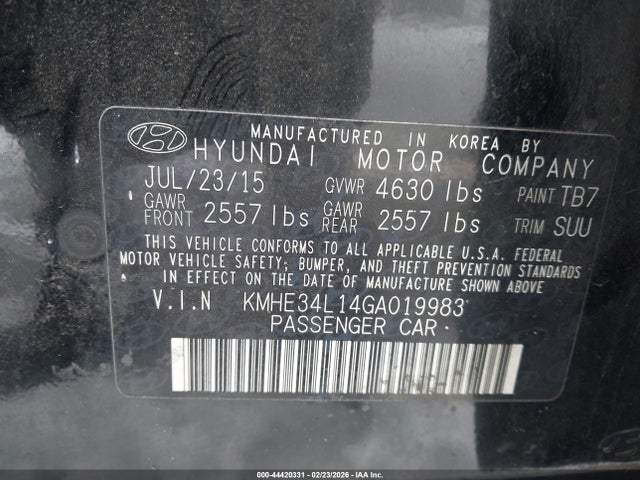 MANUFACTURED IN KOREA BY
HYUNDAI MOTOR COMPANY
JUL/23/15 GVWR 4630 lbs PAINT TB7
GAWR FRONT 2557 lbs GAWR REAR 2557 lbs TRIM SUU
THIS VEHICLE CONFORMS TO ALL APPLICABLE U.S.A. FEDERAL
MOTOR VEHICLE SAFETY, BUMPER, AND THEFT PREVENTION STANDARDS
IN EFFECT ON THE DATE OF MANUFACTURE SHOWN ABOVE.
V.I.N KMHE34L14GA019983
PASSENGER CAR
000-44420331 - 02/23/2026 - IAA Inc.